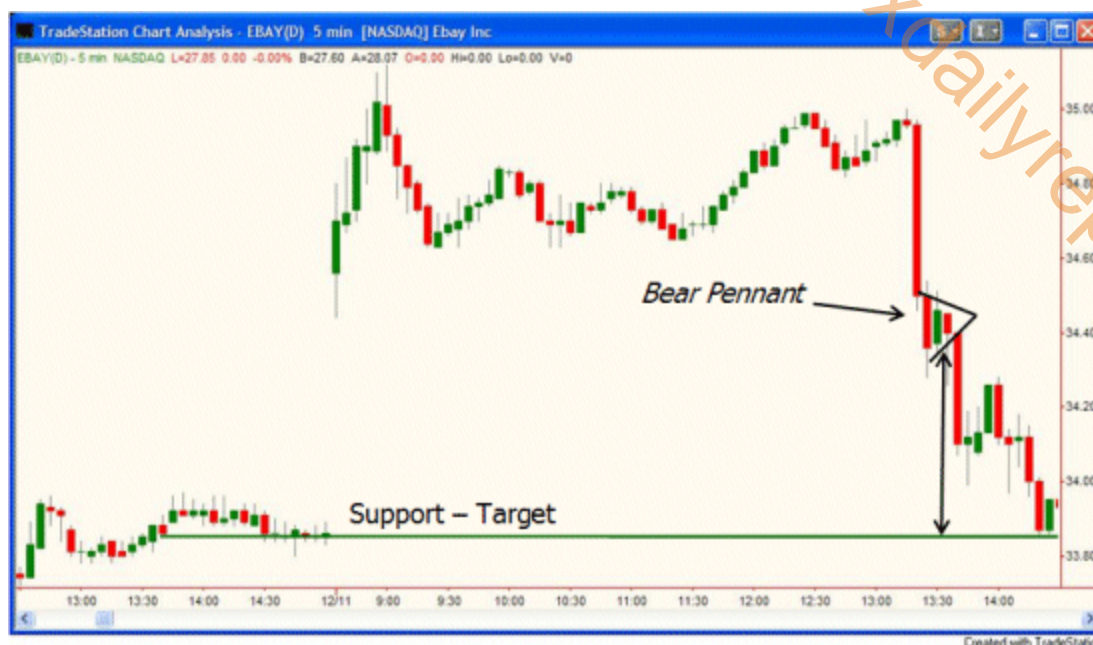 TradeStation Chart Analysis - EBAY(D) 5 min [NASDAQ] Ebay Inc
EBAY(D) - 5 min NASDAQ L=27.85 0.00 -0.00% B=27.60 A=28.07 O=0.00 Hi=0.00 Lo=0.00 V=0
35.00
34.80
34.60
Bear Pennant
34.40
34.20
34.00
Support – Target
33.80
13:00 13:30 14:00 14:30 12/11 9:00 9:30 10:00 10:30 11:00 11:30 12:00 12:30 13:00 13:30 14:00
Created with TradeStation